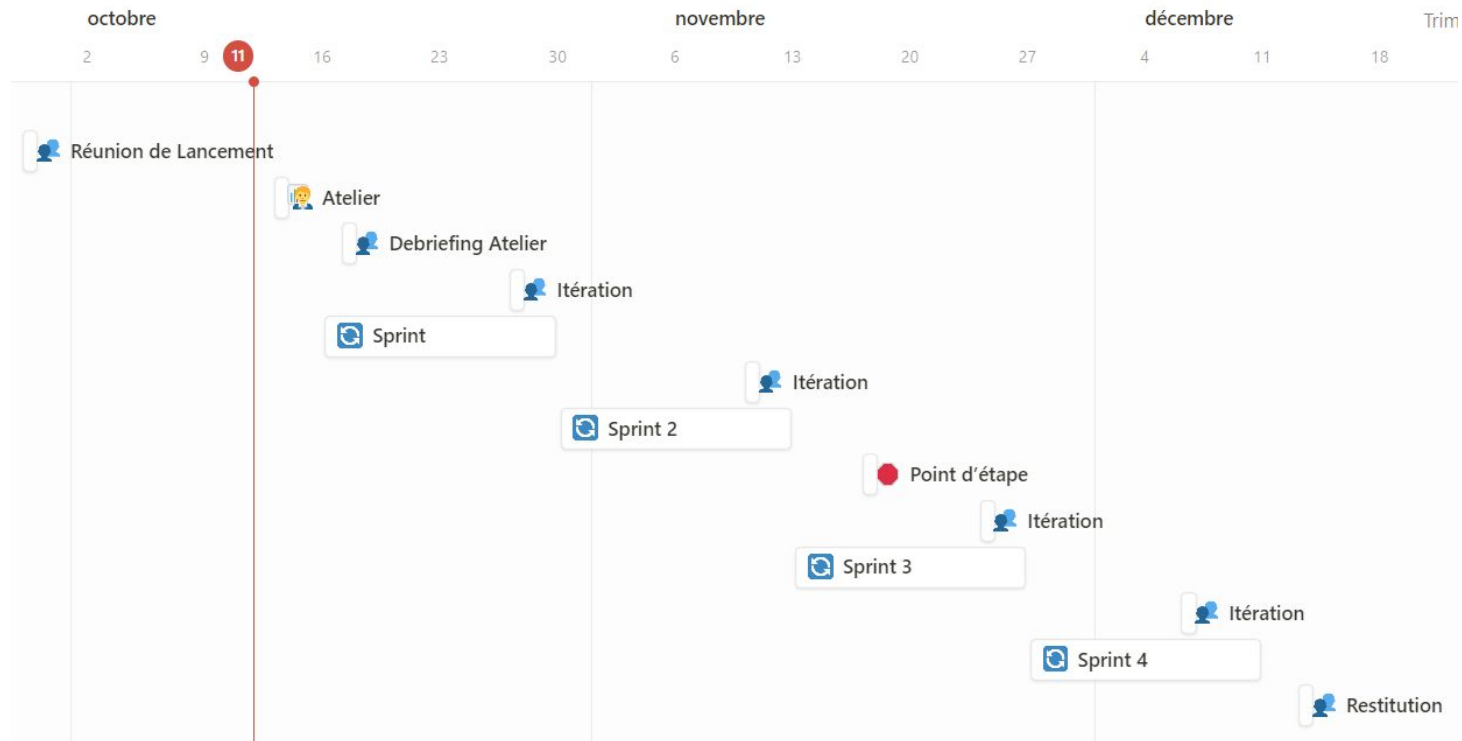 octobre novembre décembre Trim
2 9 11 16 23 30 6 13 20 27 4 11 18
Réunion de Lancement
Atelier
Debriefing Atelier
Itération
Sprint
Itération
Sprint 2
Point d’étape
Itération
Sprint 3
Itération
Sprint 4
Restitution